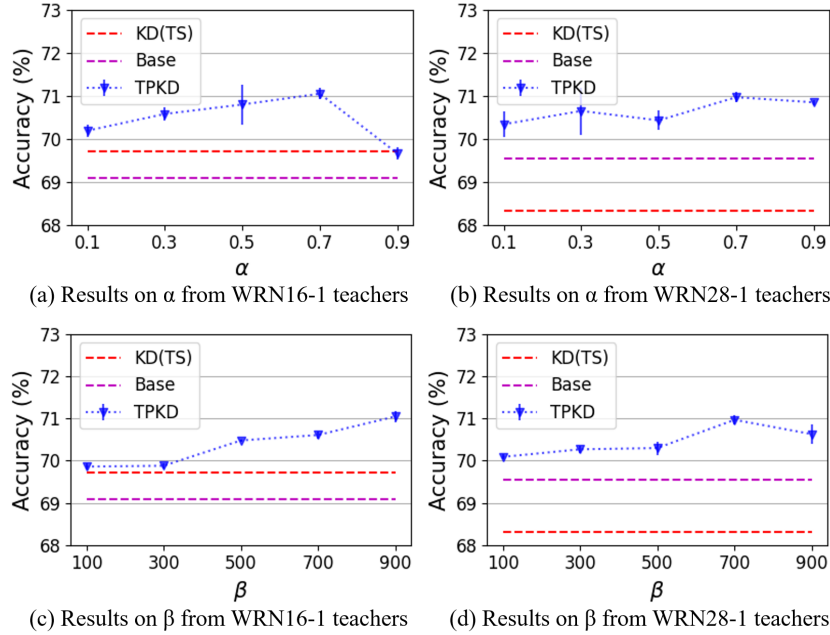 73
72
71
70
69
68
Accuracy (%)
KD(TS)
Base
TPKD
0.1 0.3 0.5 0.7 0.9
α
(a) Results on α from WRN16-1 teachers
73
72
71
70
69
68
Accuracy (%)
KD(TS)
Base
TPKD
0.1 0.3 0.5 0.7 0.9
α
(b) Results on α from WRN28-1 teachers
73
72
71
70
69
68
Accuracy (%)
KD(TS)
Base
TPKD
100 300 500 700 900
β
(c) Results on β from WRN16-1 teachers
73
72
71
70
69
68
Accuracy (%)
KD(TS)
Base
TPKD
100 300 500 700 900
β
(d) Results on β from WRN28-1 teachers